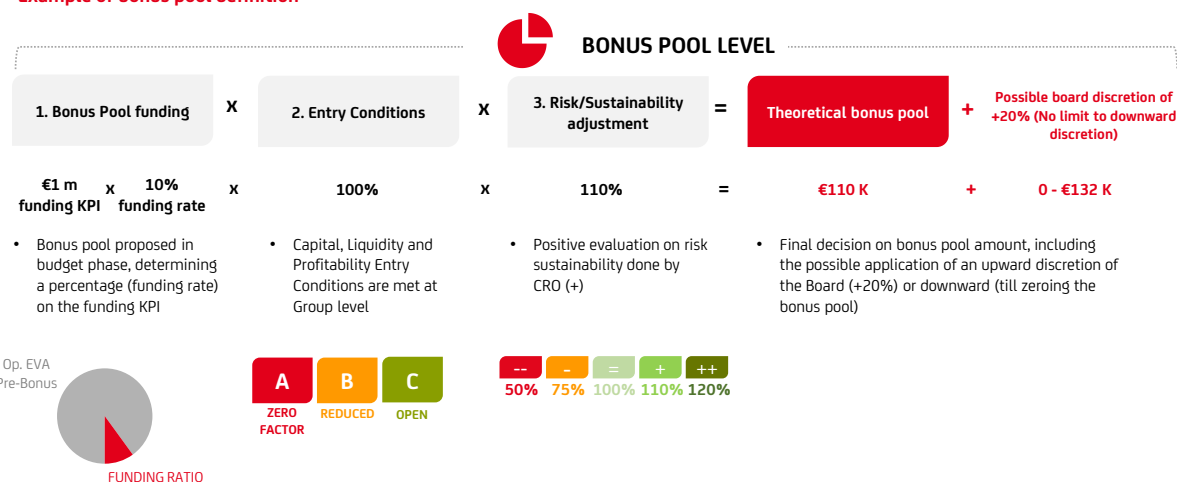 Example of bonus pool definition
BONUS POOL LEVEL
1. Bonus Pool funding
x
2. Entry Conditions
x
3. Risk/Sustainability
adjustment
=
Theoretical bonus pool
+
Possible board discretion of
+20% (No limit to downward
discretion)
€1 m
funding KPI
x
10%
funding rate
x
100%
x
110%
=
€110 K
+
0 - €132 K
• Bonus pool proposed in
budget phase, determining
a percentage (funding rate)
on the funding KPI
• Capital, Liquidity and
Profitability Entry
Conditions are met at
Group level
• Positive evaluation on risk
sustainability done by
CRO (+)
• Final decision on bonus pool amount, including
the possible application of an upward discretion of
the Board (+20%) or downward (till zeroing the
bonus pool)
Op. EVA
Pre-Bonus
FUNDING RATIO
A
ZERO
FACTOR
B
REDUCED
C
OPEN
-- - = + ++
50% 75% 100% 110% 120%